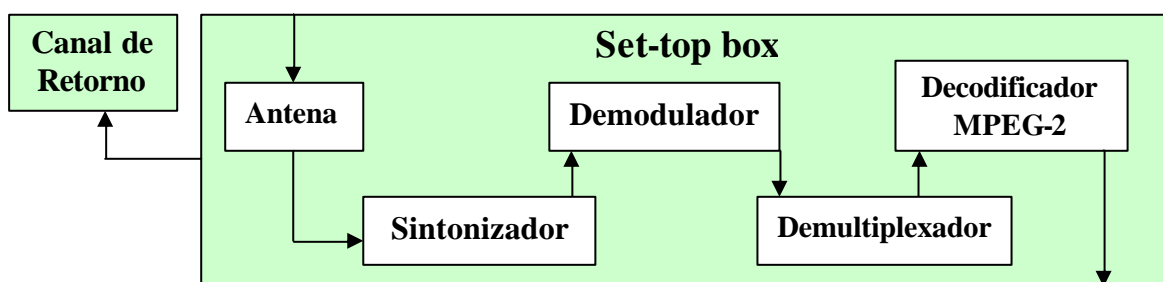 Canal de
Retorno
Set-top box
Antena
Sintonizador
Demodulador
Demultiplexador
Decodificador
MPEG-2